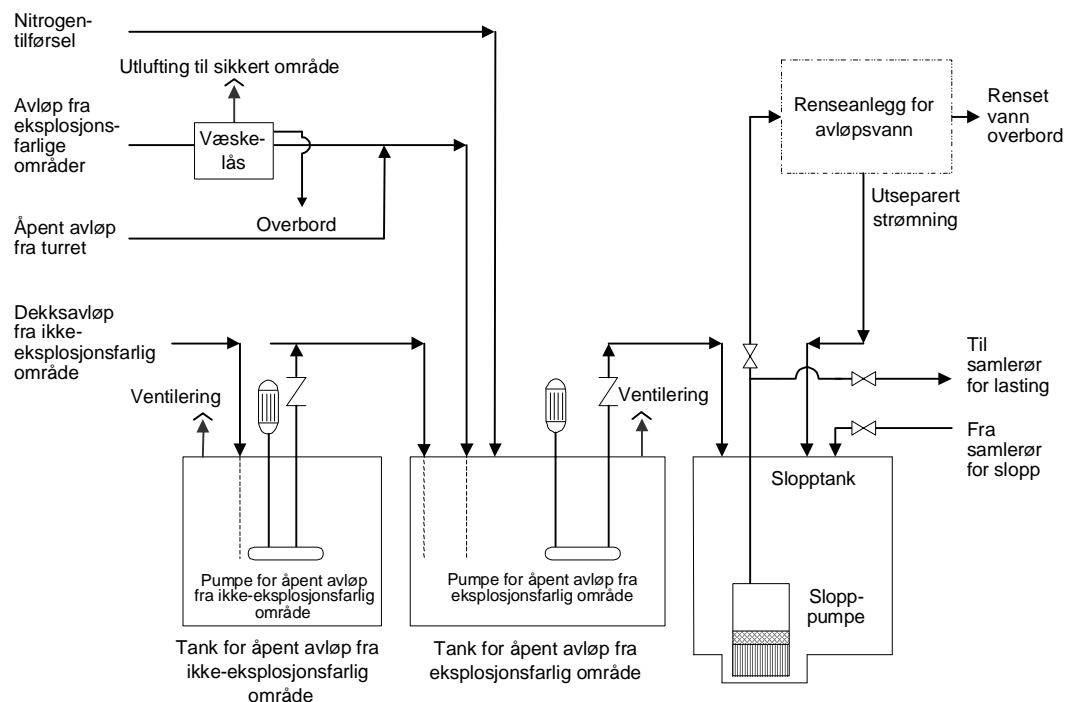 Nitrogen-
tilførsel
Utlufting til sikkert område
Avløp fra
eksplosjons-
farlige
områder
Væske-
lås
Overbord
Åpent avløp
fra turret
Renseanlegg for
avløpsvann
Renset
vann
overbord
Utseparert
strømning
Dekksavløp
fra ikke-
eksplosjonsfarlig
område
Ventilering
Ventilering
Til
samlerør
for lasting
Fra
samlerør
for slopp
Slopptank
Pumpe for åpent avløp
fra ikke-eksplosjonsfarlig
område
Pumpe for åpent avløp fra
eksplosjonsfarlig område
Slopp-
pumpe
Tank for åpent avløp fra
ikke-eksplosjonsfarlig
område
Tank for åpent avløp fra
eksplosjonsfarlig område